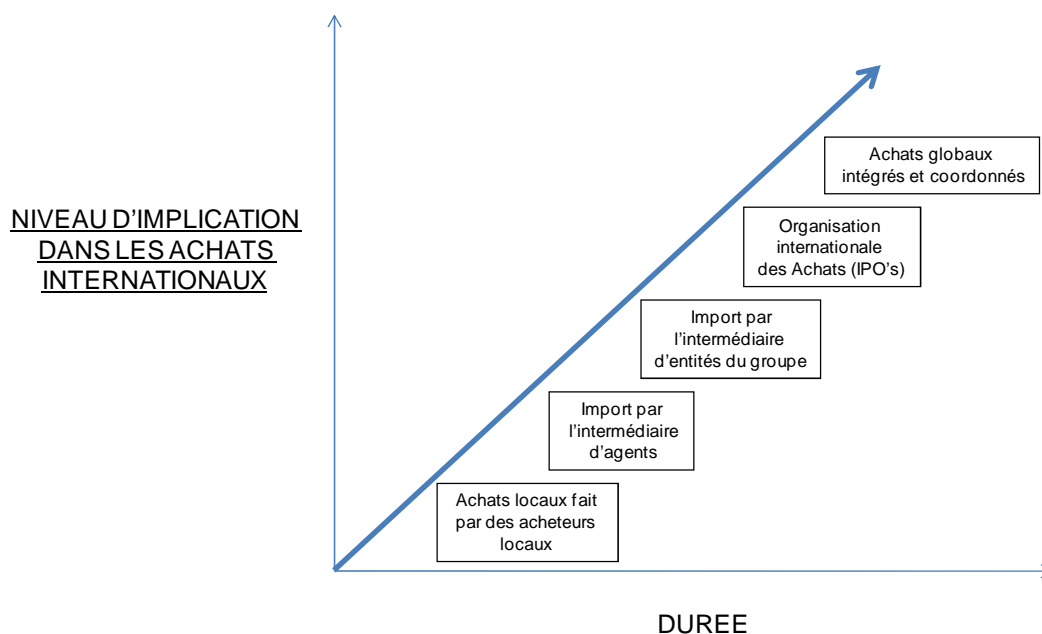 Achats globaux
intégrés et coordonnés
NIVEAU D'IMPLICATION
DANS LES ACHATS
INTERNATIONAUX
Organisation
internationale
des Achats (IPO's)
Import par
l'intermédiaire
d'entités du groupe
Import par
l'intermédiaire
d'agents
Achats locaux fait
par des acheteurs
locaux
DUREE